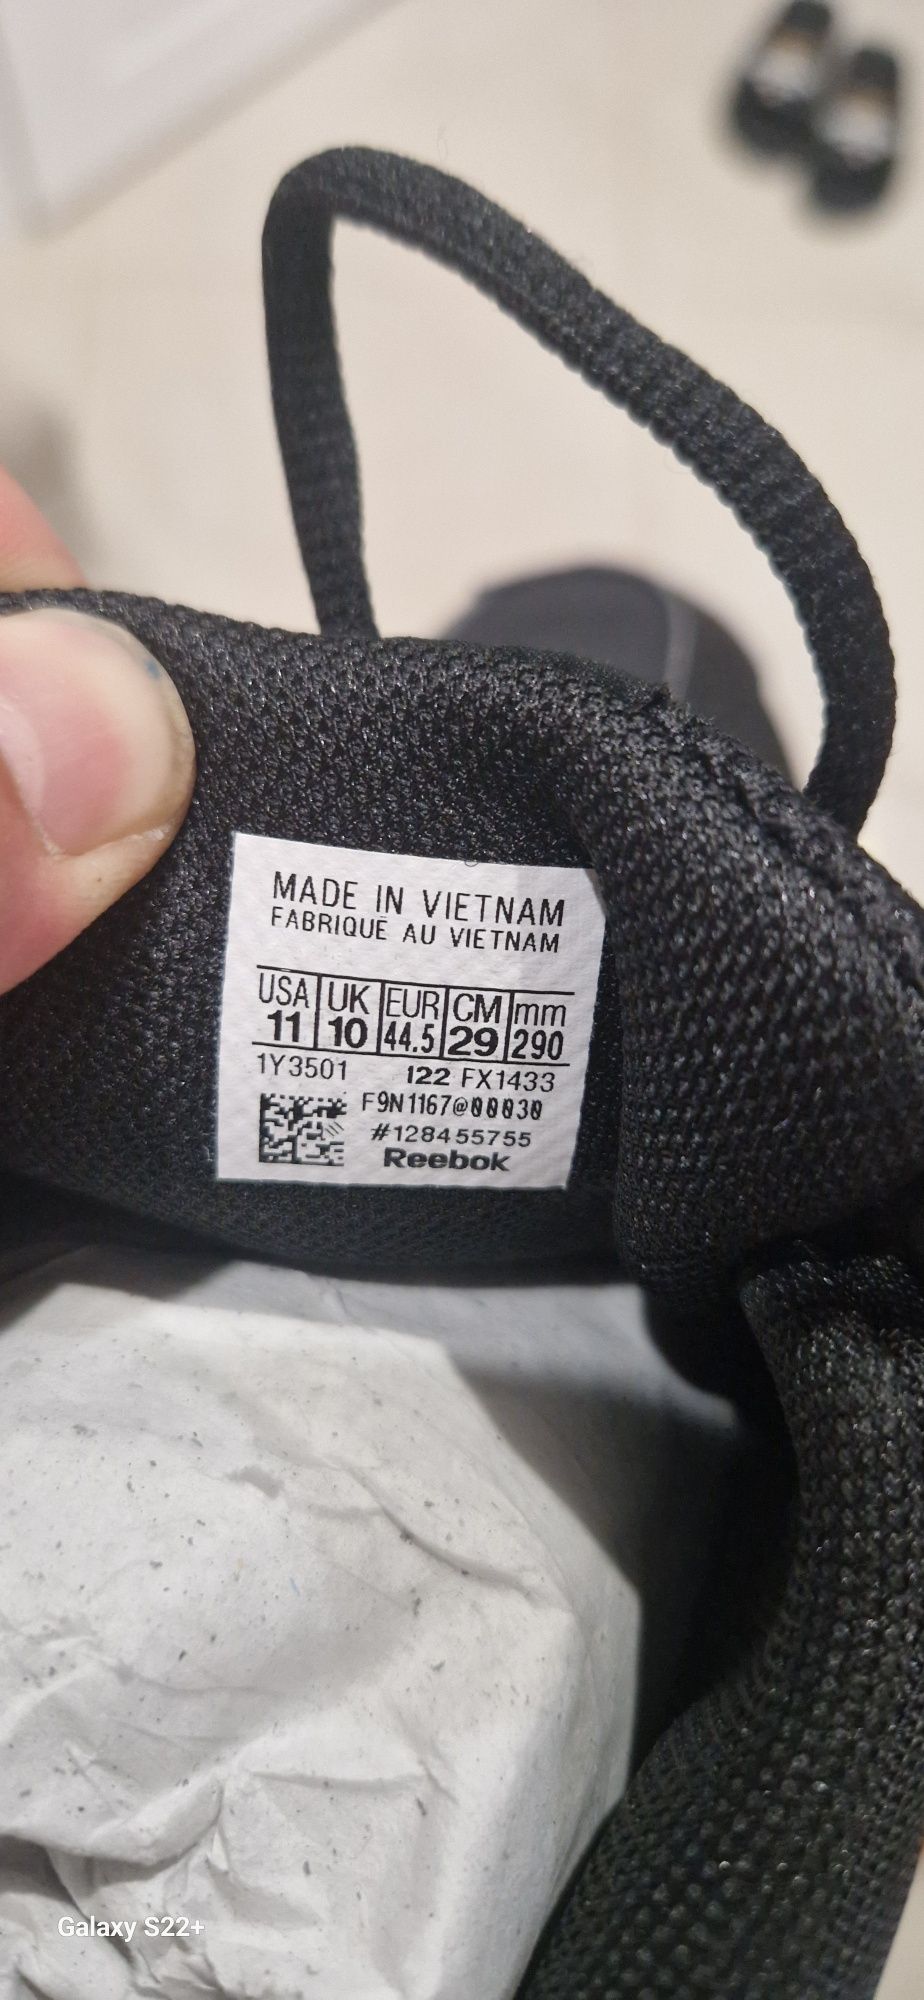 MADE IN VIETNAM
FABRIQUÉ AU VIETNAM
USA UK EUR CM mm
11 10 44.5 29 290
1Y3501 122 FX1433
F9N1167@00030
#128455755
Reebok
Galaxy S22+